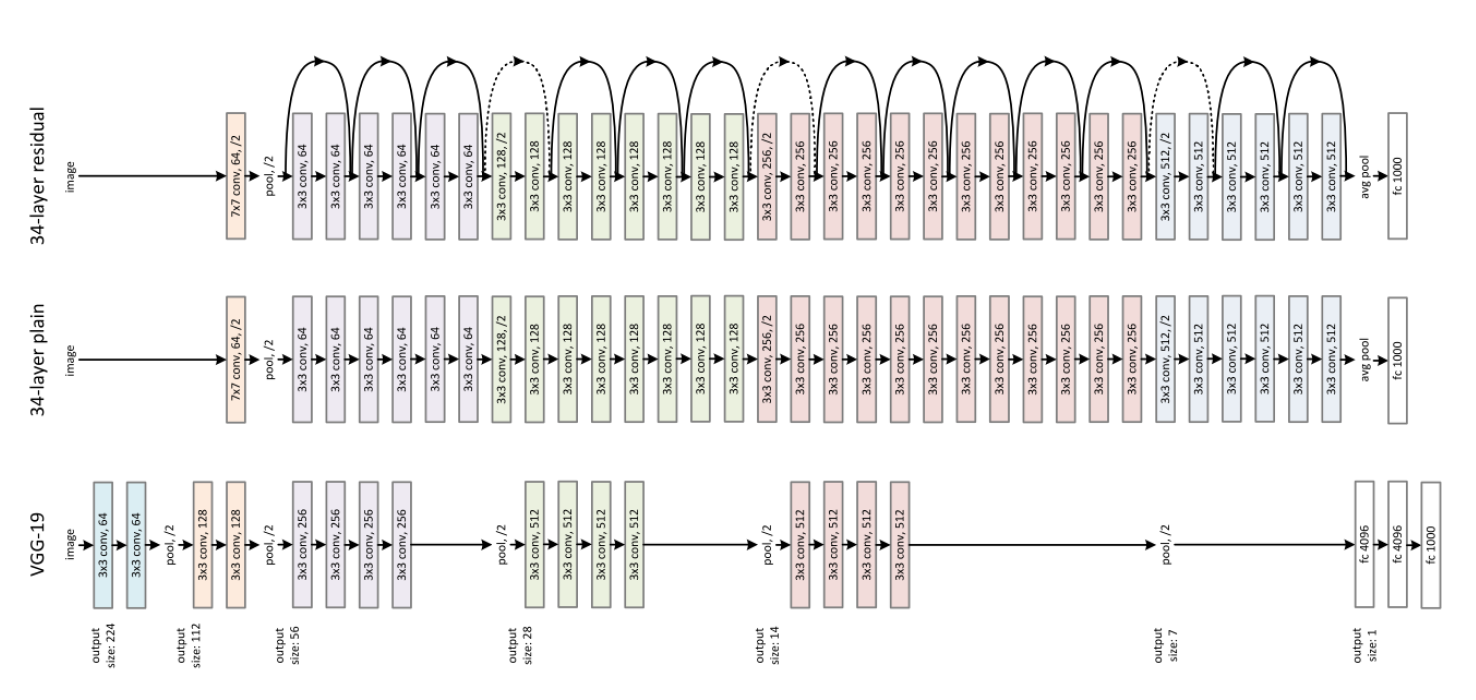 34-layer residual
image
7x7 conv, 64, /2
pool, /2
3x3 conv, 64
3x3 conv, 64
3x3 conv, 64
3x3 conv, 64
3x3 conv, 64
3x3 conv, 64
3x3 conv, 128, /2
3x3 conv, 128
3x3 conv, 128
3x3 conv, 128
3x3 conv, 128
3x3 conv, 128
3x3 conv, 128
3x3 conv, 128
3x3 conv, 256, /2
3x3 conv, 256
3x3 conv, 256
3x3 conv, 256
3x3 conv, 256
3x3 conv, 256
3x3 conv, 256
3x3 conv, 256
3x3 conv, 256
3x3 conv, 256
3x3 conv, 256
3x3 conv, 256
3x3 conv, 512, /2
3x3 conv, 512
3x3 conv, 512
3x3 conv, 512
3x3 conv, 512
3x3 conv, 512
avg pool
fc 1000
34-layer plain
image
7x7 conv, 64, /2
pool, /2
3x3 conv, 64
3x3 conv, 64
3x3 conv, 64
3x3 conv, 64
3x3 conv, 64
3x3 conv, 64
3x3 conv, 128, /2
3x3 conv, 128
3x3 conv, 128
3x3 conv, 128
3x3 conv, 128
3x3 conv, 128
3x3 conv, 128
3x3 conv, 128
3x3 conv, 256, /2
3x3 conv, 256
3x3 conv, 256
3x3 conv, 256
3x3 conv, 256
3x3 conv, 256
3x3 conv, 256
3x3 conv, 256
3x3 conv, 256
3x3 conv, 256
3x3 conv, 256
3x3 conv, 256
3x3 conv, 512, /2
3x3 conv, 512
3x3 conv, 512
3x3 conv, 512
3x3 conv, 512
3x3 conv, 512
avg pool
fc 1000
VGG-19
image
3x3 conv, 64
3x3 conv, 64
pool, /2
3x3 conv, 128
3x3 conv, 128
pool, /2
3x3 conv, 256
3x3 conv, 256
3x3 conv, 256
3x3 conv, 256
pool, /2
3x3 conv, 512
3x3 conv, 512
3x3 conv, 512
3x3 conv, 512
pool, /2
3x3 conv, 512
3x3 conv, 512
3x3 conv, 512
3x3 conv, 512
pool, /2
fc 4096
fc 4096
fc 1000
output
size: 224
output
size: 112
output
size: 56
output
size: 28
output
size: 14
output
size: 7
output
size: 1